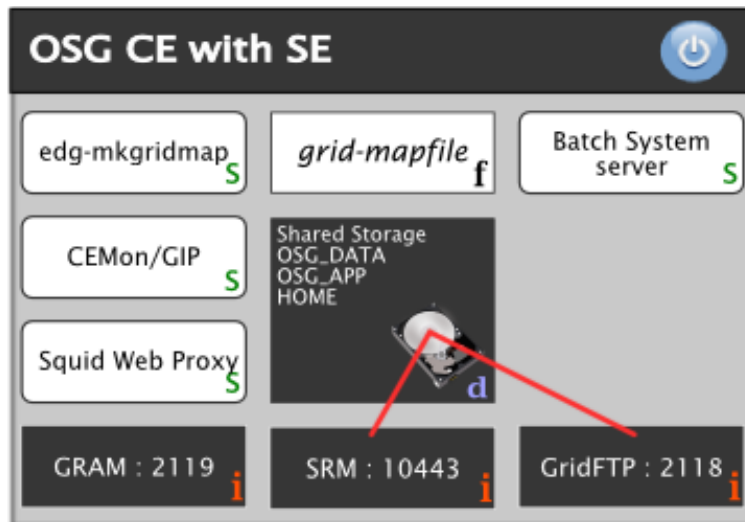 OSG CE with SE
edg-mkgridmap
S
grid-mapfile
f
Batch System
server
S
CEMon/GIP
S
Shared Storage
OSG_DATA
OSG_APP
HOME
d
Squid Web Proxy
S
GRAM : 2119
i
SRM : 10443
i
GridFTP : 2118
i